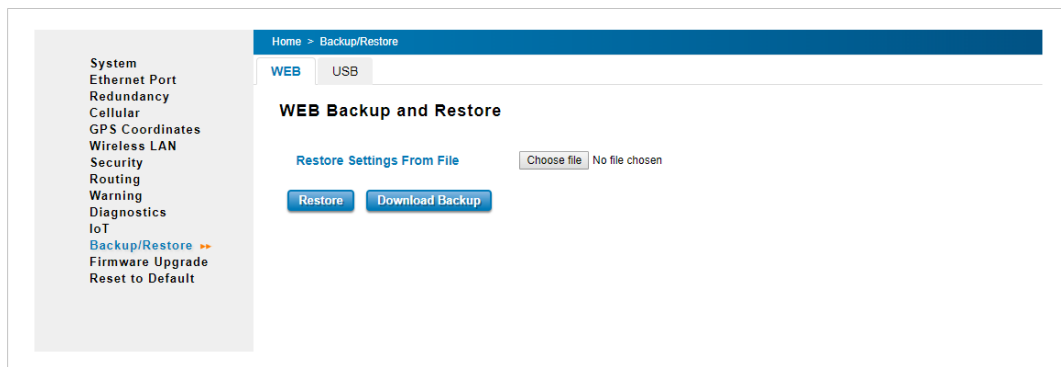 Home > Backup/Restore
System
Ethernet Port
Redundancy
Cellular
GPS Coordinates
Wireless LAN
Security
Routing
Warning
Diagnostics
IoT
Backup/Restore
Firmware Upgrade
Reset to Default
WEB USB
WEB Backup and Restore
Restore Settings From File Choose file No file chosen
Restore Download Backup